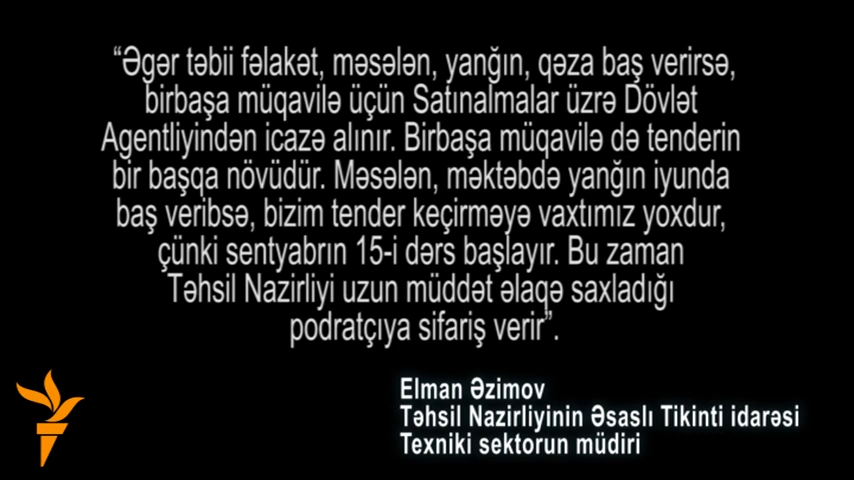 “Əgər təbii fəlakət, məsələn, yanğın, qəza baş verirsə,
birbaşa müqavilə üçün Satınalmalar üzrə Dövlət
Agentliyindən icazə alınır. Birbaşa müqavilə də tenderin
bir başqa növüdür. Məsələn, məktəbdə yanğın iyunda
baş veribsə, bizim tender keçirməyə vaxtımız yoxdur,
çünki sentyabrın 15-i dərs başlayır. Bu zaman
Təhsil Nazirliyi uzun müddət əlaqə saxladığı
podratçıya sifariş verir”.
Elman Əzimov
Təhsil Nazirliyinin Əsaslı Tikinti idarəsi
Texniki sektorun müdiri